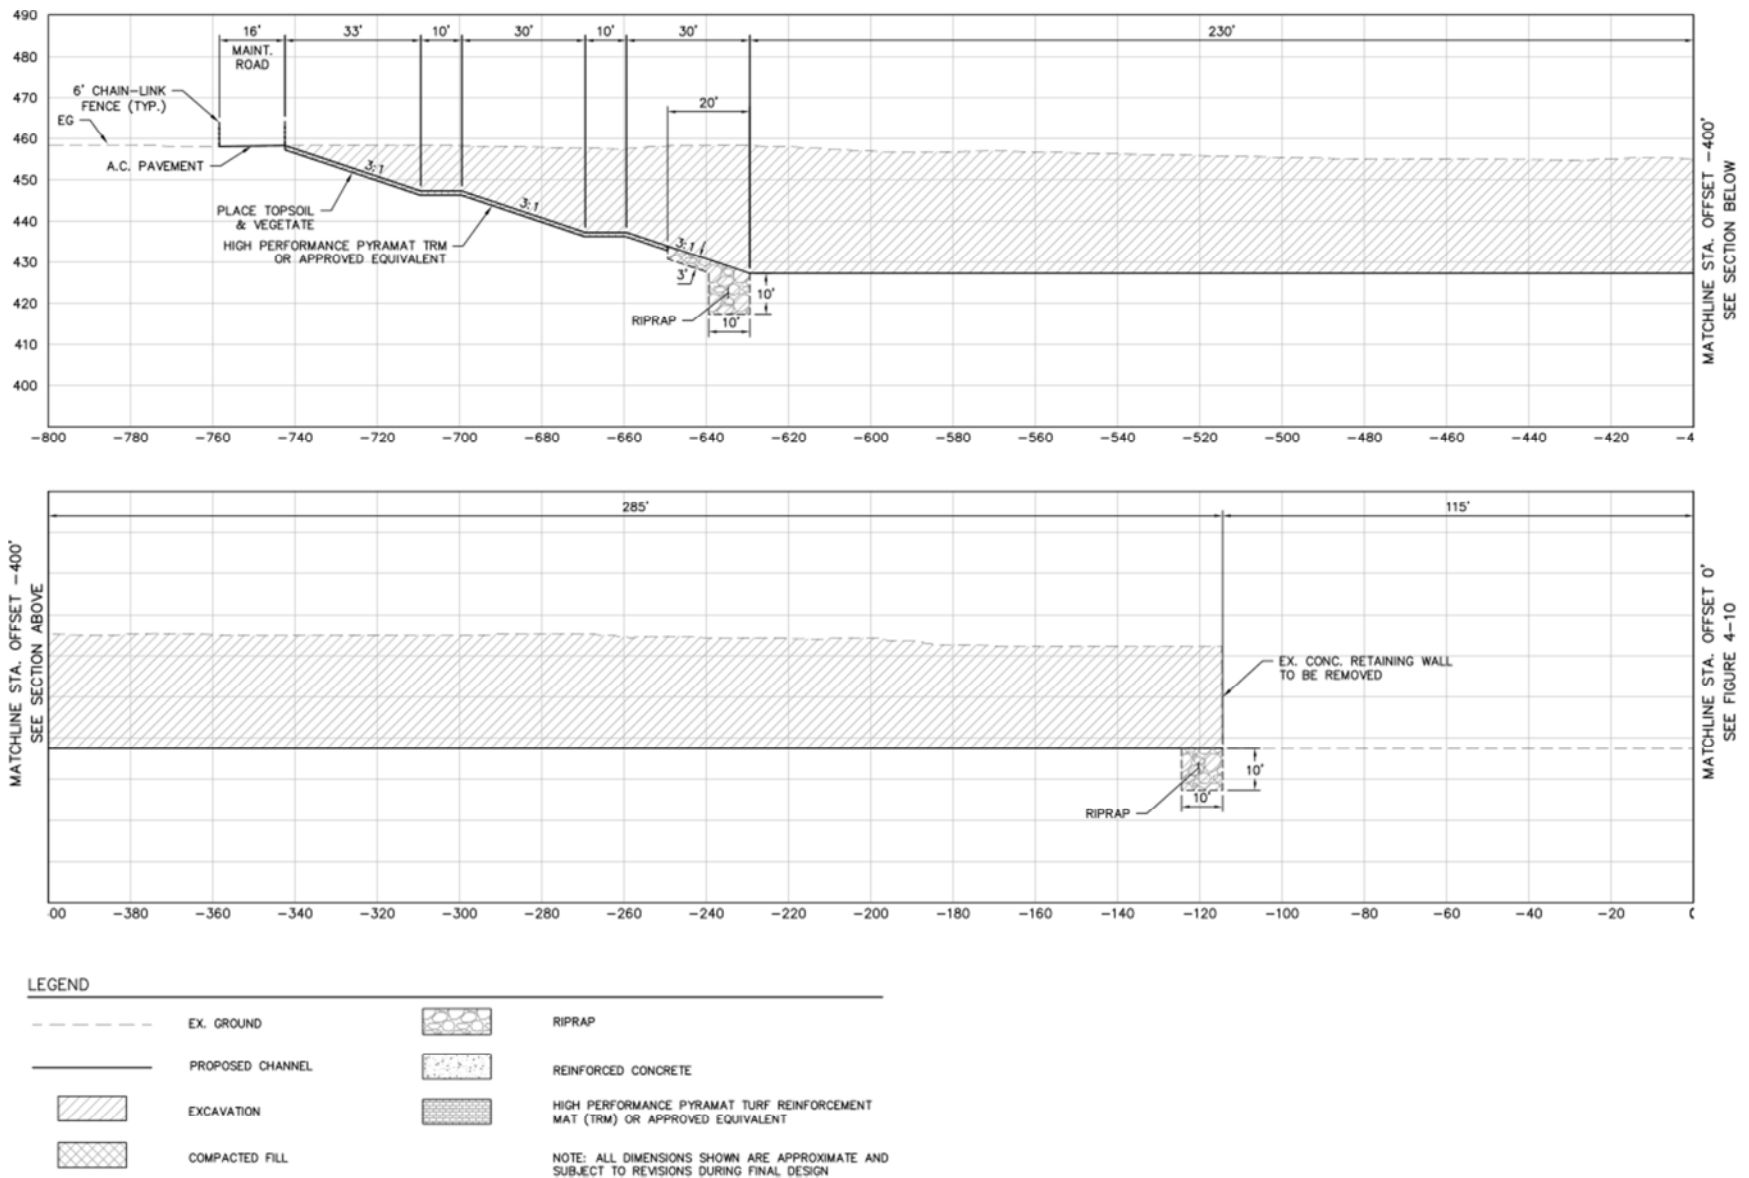 490
16' 33' 10' 30' 10' 30' 230'
480
MAINT.
ROAD
470
6' CHAIN-LINK
FENCE (TYP.)
20'
EG
460
A.C. PAVEMENT
3:1
450
PLACE TOPSOIL
& VEGETATE
3:1
440
HIGH PERFORMANCE PYRAMAT TRM
OR APPROVED EQUIVALENT
3:1
430
3'
10'
420
RIPRAP
10'
410
400
MATCHLINE STA. OFFSET -400'
SEE SECTION BELOW
-800 -780 -760 -740 -720 -700 -680 -660 -640 -620 -600 -580 -560 -540 -520 -500 -480 -460 -440 -420 -4
285' 115'
MATCHLINE STA. OFFSET -400'
SEE SECTION ABOVE
EX. CONC. RETAINING WALL
TO BE REMOVED
10'
10'
RIPRAP
MATCHLINE STA. OFFSET 0'
SEE FIGURE 4-10
00 -380 -360 -340 -320 -300 -280 -260 -240 -220 -200 -180 -160 -140 -120 -100 -80 -60 -40 -20 0
LEGEND
EX. GROUND
RIPRAP
PROPOSED CHANNEL
REINFORCED CONCRETE
EXCAVATION
HIGH PERFORMANCE PYRAMAT TURF REINFORCEMENT
MAT (TRM) OR APPROVED EQUIVALENT
COMPACTED FILL
NOTE: ALL DIMENSIONS SHOWN ARE APPROXIMATE AND
SUBJECT TO REVISIONS DURING FINAL DESIGN